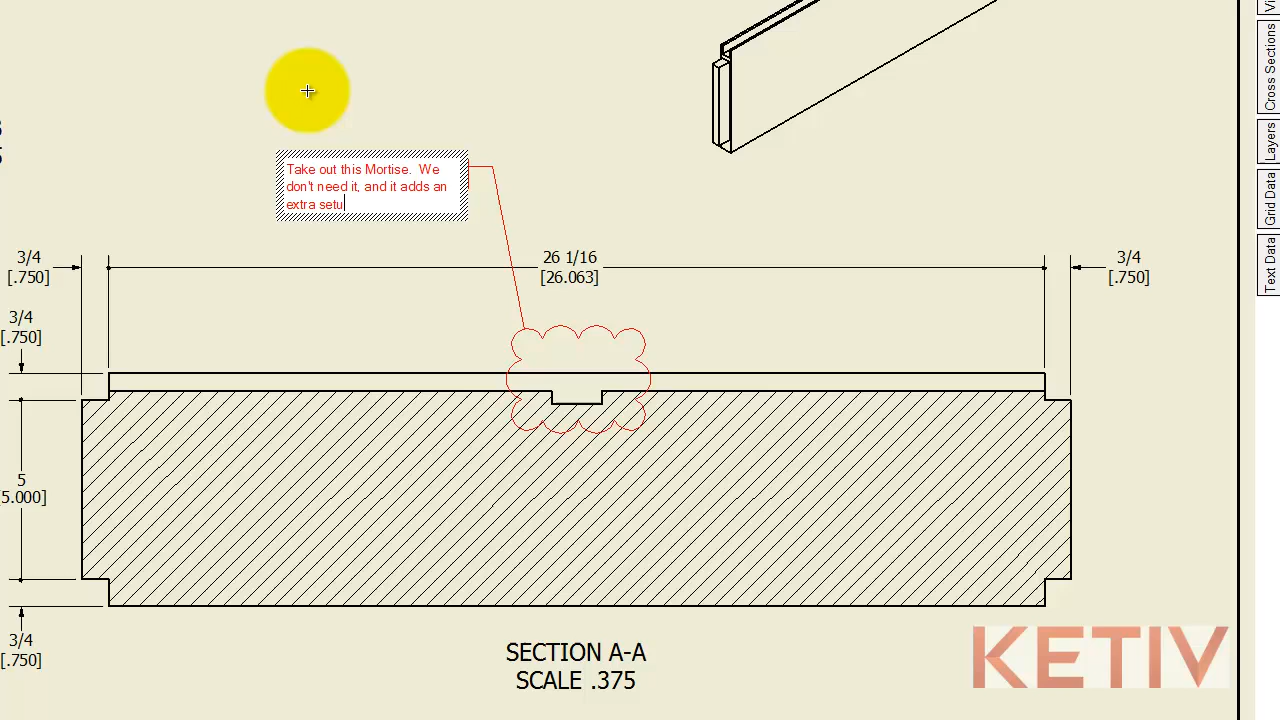 Cross Sections
Layers
Grid Data
Text Data
Take out this Mortise. We
don't need it, and it adds an
extra setu
3/4
[.750]
26 1/16
[26.063]
3/4
[.750]
3/4
[.750]
5
[5.000]
3/4
[.750]
SECTION A-A
SCALE .375
KETIV